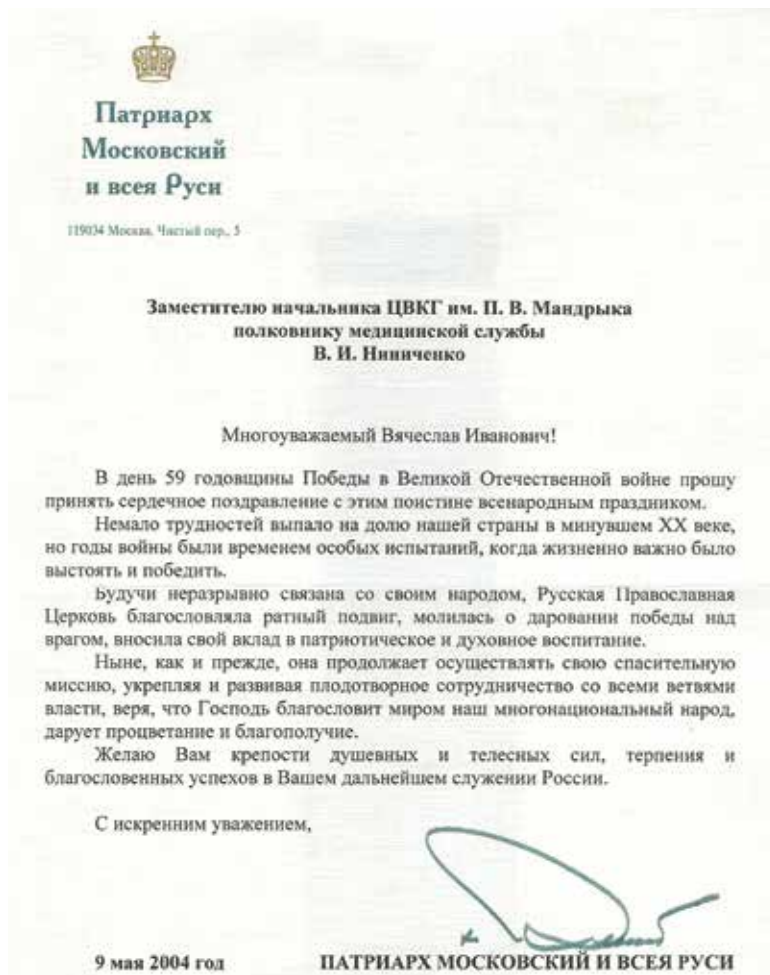 Патриарх
Московский
и всея Руси
119034 Москва, Чистый пер., 5
Заместителю начальника ЦВКГ им. П. В. Мандрыка
полковнику медицинской службы
В. И. Ниниченко
Многоуважаемый Вячеслав Иванович!
В день 59 годовщины Победы в Великой Отечественной войне прошу
принять сердечное поздравление с этим поистине всенародным праздником.
Немало трудностей выпало на долю нашей страны в минувшем XX веке,
но годы войны были временем особых испытаний, когда жизненно важно было
выстоять и победить.
Будучи неразрывно связана со своим народом, Русская Православная
Церковь благословляла ратный подвиг, молилась о даровании победы над
врагом, вносила свой вклад в патриотическое и духовное воспитание.
Ныне, как и прежде, она продолжает осуществлять свою спасительную
миссию, укрепляя и развивая плодотворное сотрудничество со всеми ветвями
власти, веря, что Господь благословит миром наш многонациональный народ,
дарует процветание и благополучие.
Желаю Вам крепости душевных и телесных сил, терпения и
благословенных успехов в Вашем дальнейшем служении России.
С искренним уважением,
9 мая 2004 год
ПАТРИАРХ МОСКОВСКИЙ И ВСЕЯ РУСИ